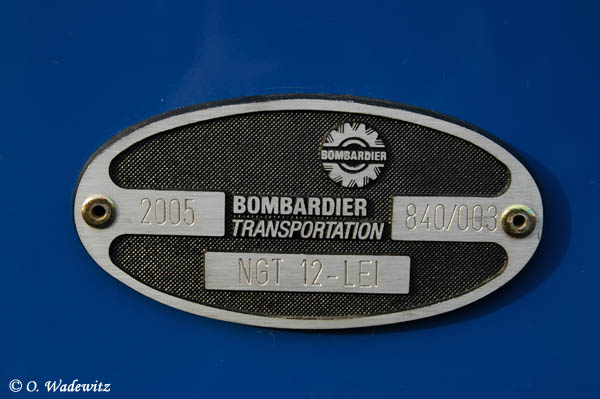 BOMBARDIER
2005
BOMBARDIER
TRANSPORTATION
840/003
NGT 12-LEI
© O. Wadewitz